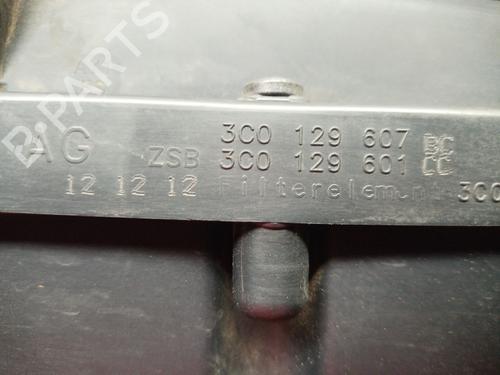 B-PARTS
3C0 129 607 BC
AG ZSB 3C0 129 601 CC
12 12 12 Filterelement 3C0